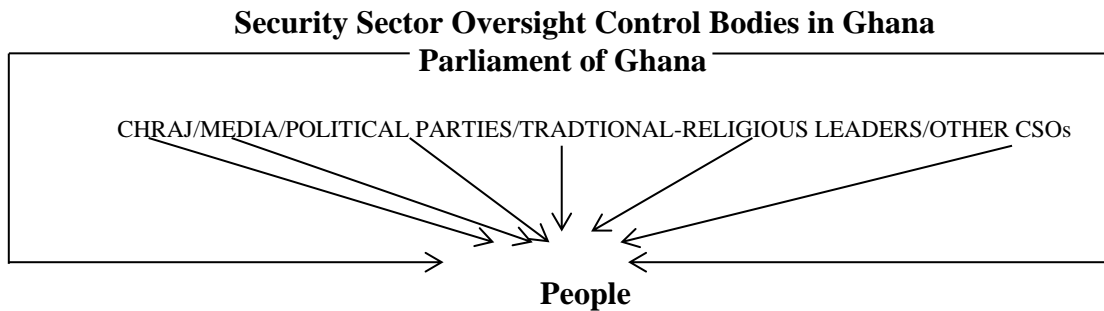 Security Sector Oversight Control Bodies in Ghana
Parliament of Ghana
CHRAJ/MEDIA/POLITICAL PARTIES/TRADTIONAL-RELIGIOUS LEADERS/OTHER CSOs
People